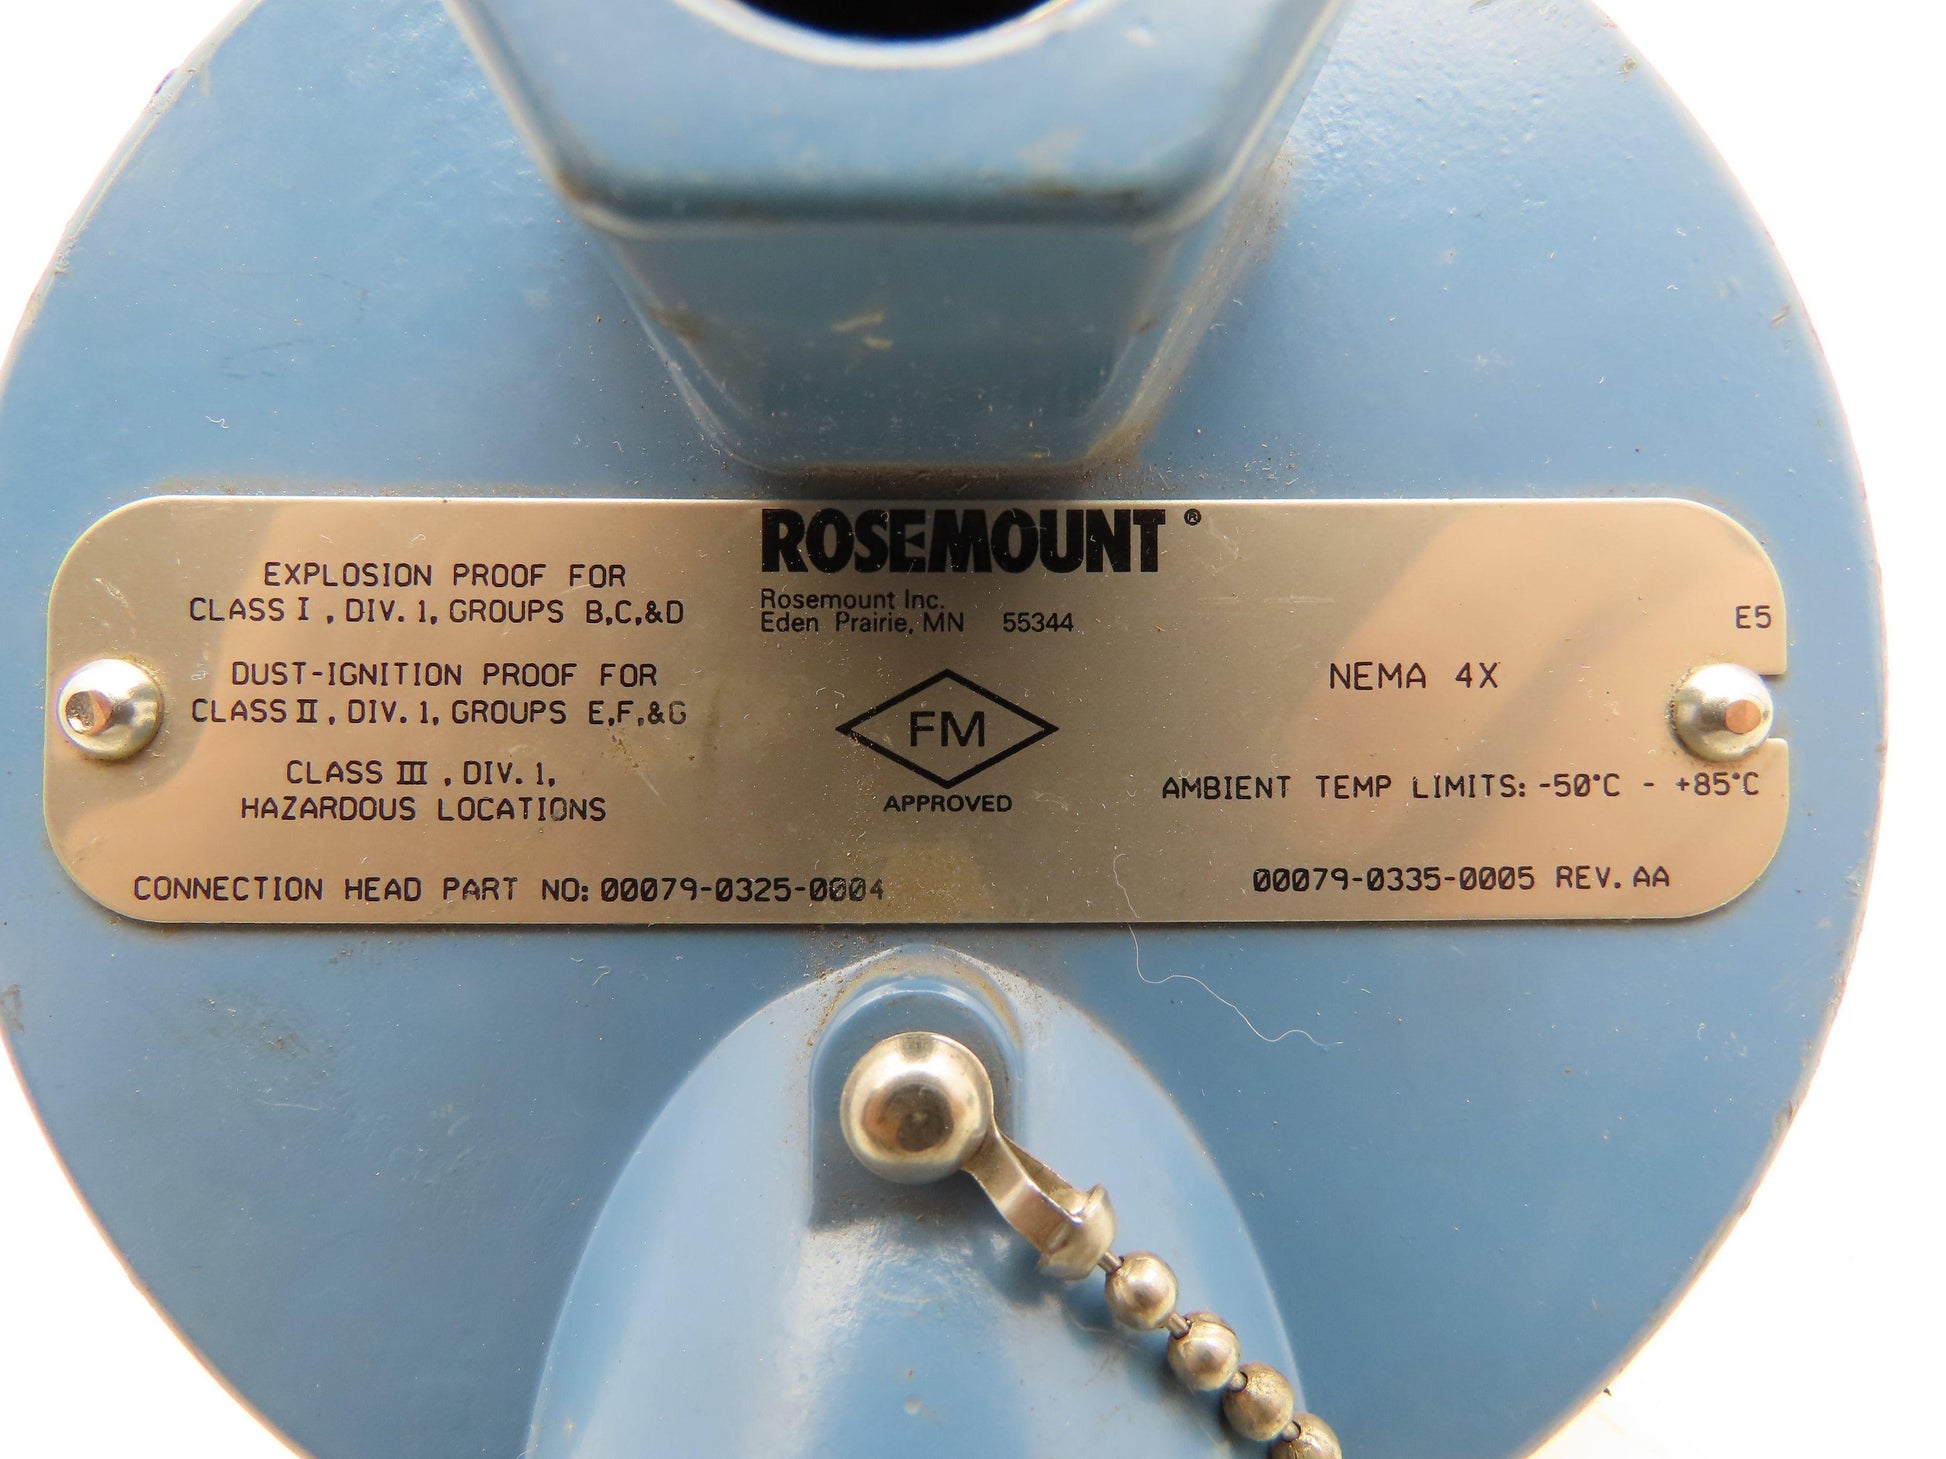 EXPLOSION PROOF FOR
CLASS I, DIV. 1, GROUPS B,C,&D
DUST-IGNITION PROOF FOR
CLASS II, DIV. 1, GROUPS E,F,&G
CLASS III, DIV. 1,
HAZARDOUS LOCATIONS
CONNECTION HEAD PART NO: 00079-0325-0004
ROSEMOUNT®
Rosemount Inc.
Eden Prairie, MN 55344
FM
APPROVED
E5
NEMA 4X
AMBIENT TEMP LIMITS: -50°C - +85°C
00079-0335-0005 REV. AA